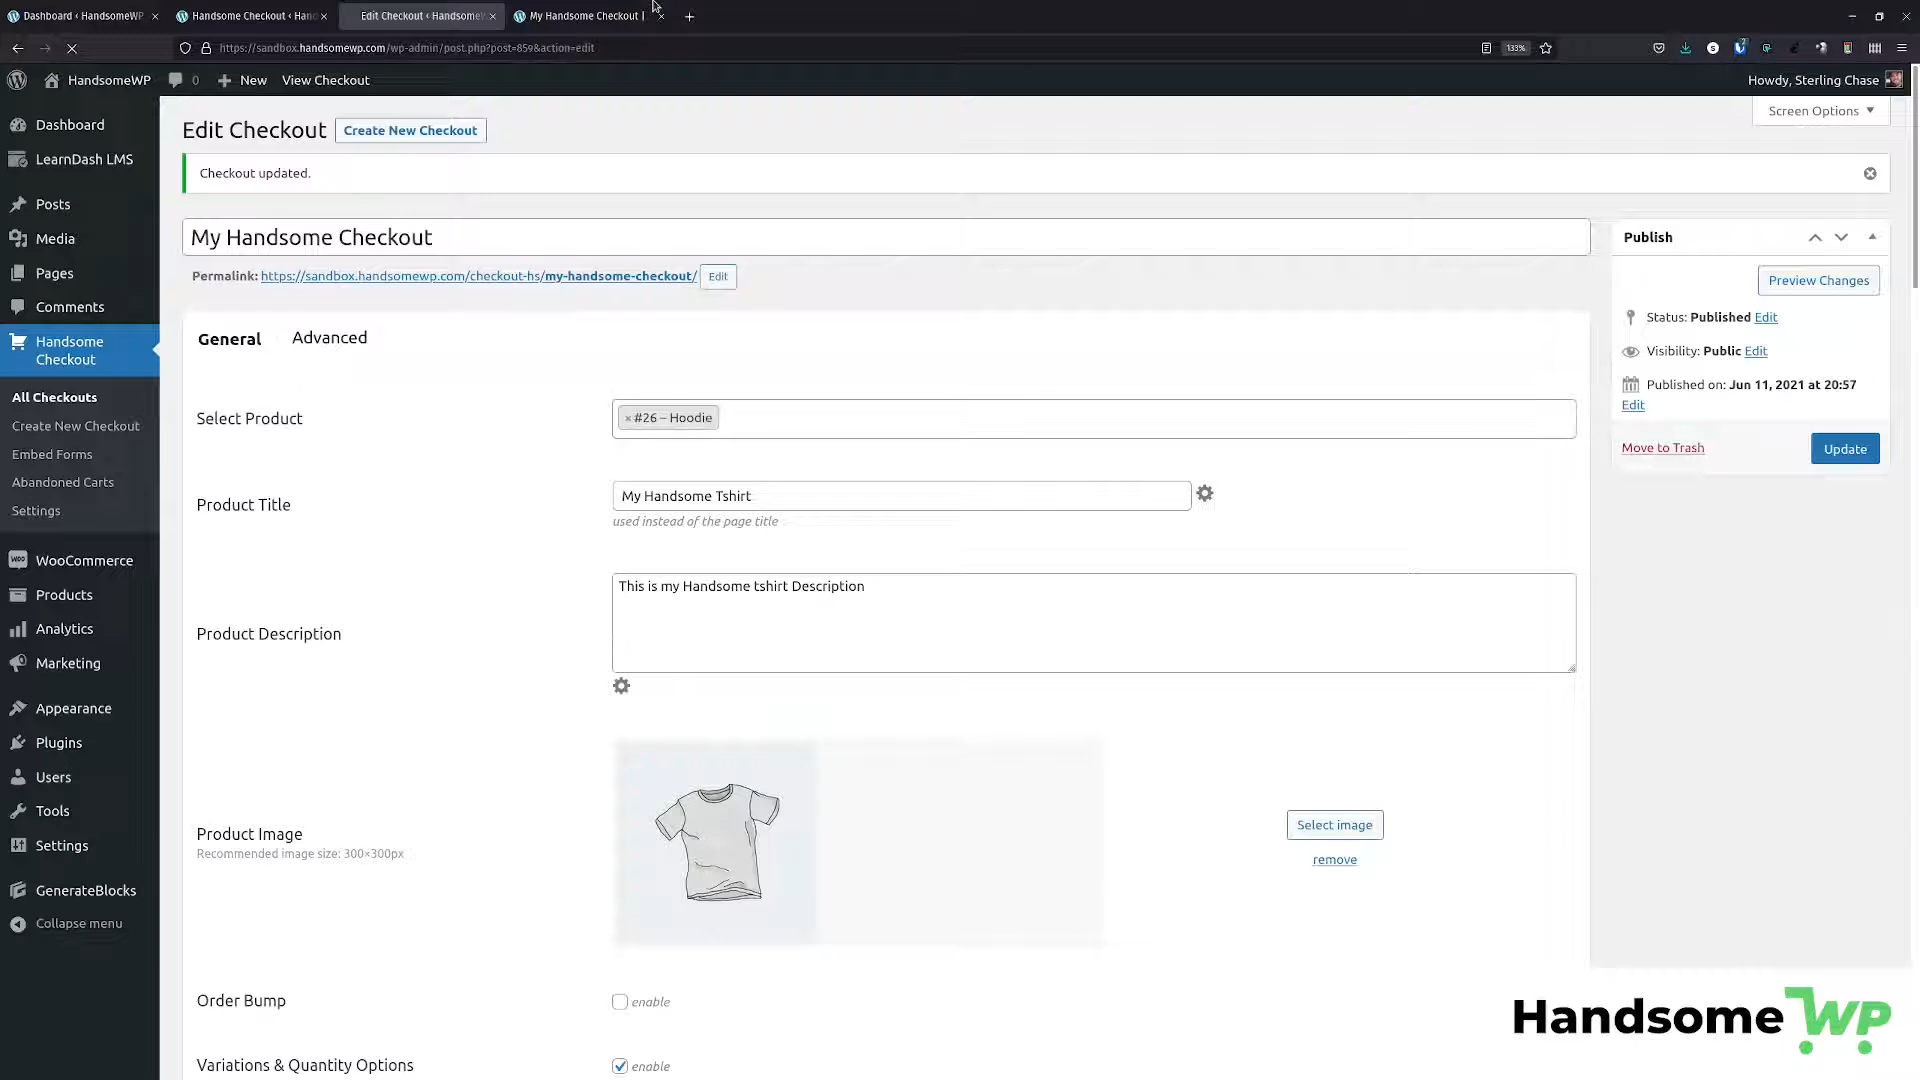 Dashboard ‹ HandsomeWP
Handsome Checkout ‹ Hand
Edit Checkout ‹ HandsomeW
My Handsome Checkout |
https://sandbox.handsomewp.com/wp-admin/post.php?post=859&action=edit
133%
HandsomeWP
0
New
View Checkout
Howdy, Sterling Chase
Dashboard
LearnDash LMS
Posts
Media
Pages
Comments
Handsome
Checkout
All Checkouts
Create New Checkout
Embed Forms
Abandoned Carts
Settings
WooCommerce
Products
Analytics
Marketing
Appearance
Plugins
Users
Tools
Settings
GenerateBlocks
Collapse menu
Screen Options
Edit Checkout
Create New Checkout
Checkout updated.
My Handsome Checkout
Permalink: https://sandbox.handsomewp.com/checkout-hs/my-handsome-checkout/ Edit
General
Advanced
Select Product
× #26 – Hoodie
Product Title
My Handsome Tshirt
used instead of the page title
Product Description
This is my Handsome tshirt Description
Product Image
Recommended image size: 300×300px
Select image
remove
Order Bump
enable
Variations & Quantity Options
enable
Publish
Preview Changes
Status: Published Edit
Visibility: Public Edit
Published on: Jun 11, 2021 at 20:57
Edit
Move to Trash
Update
HandsomeWP